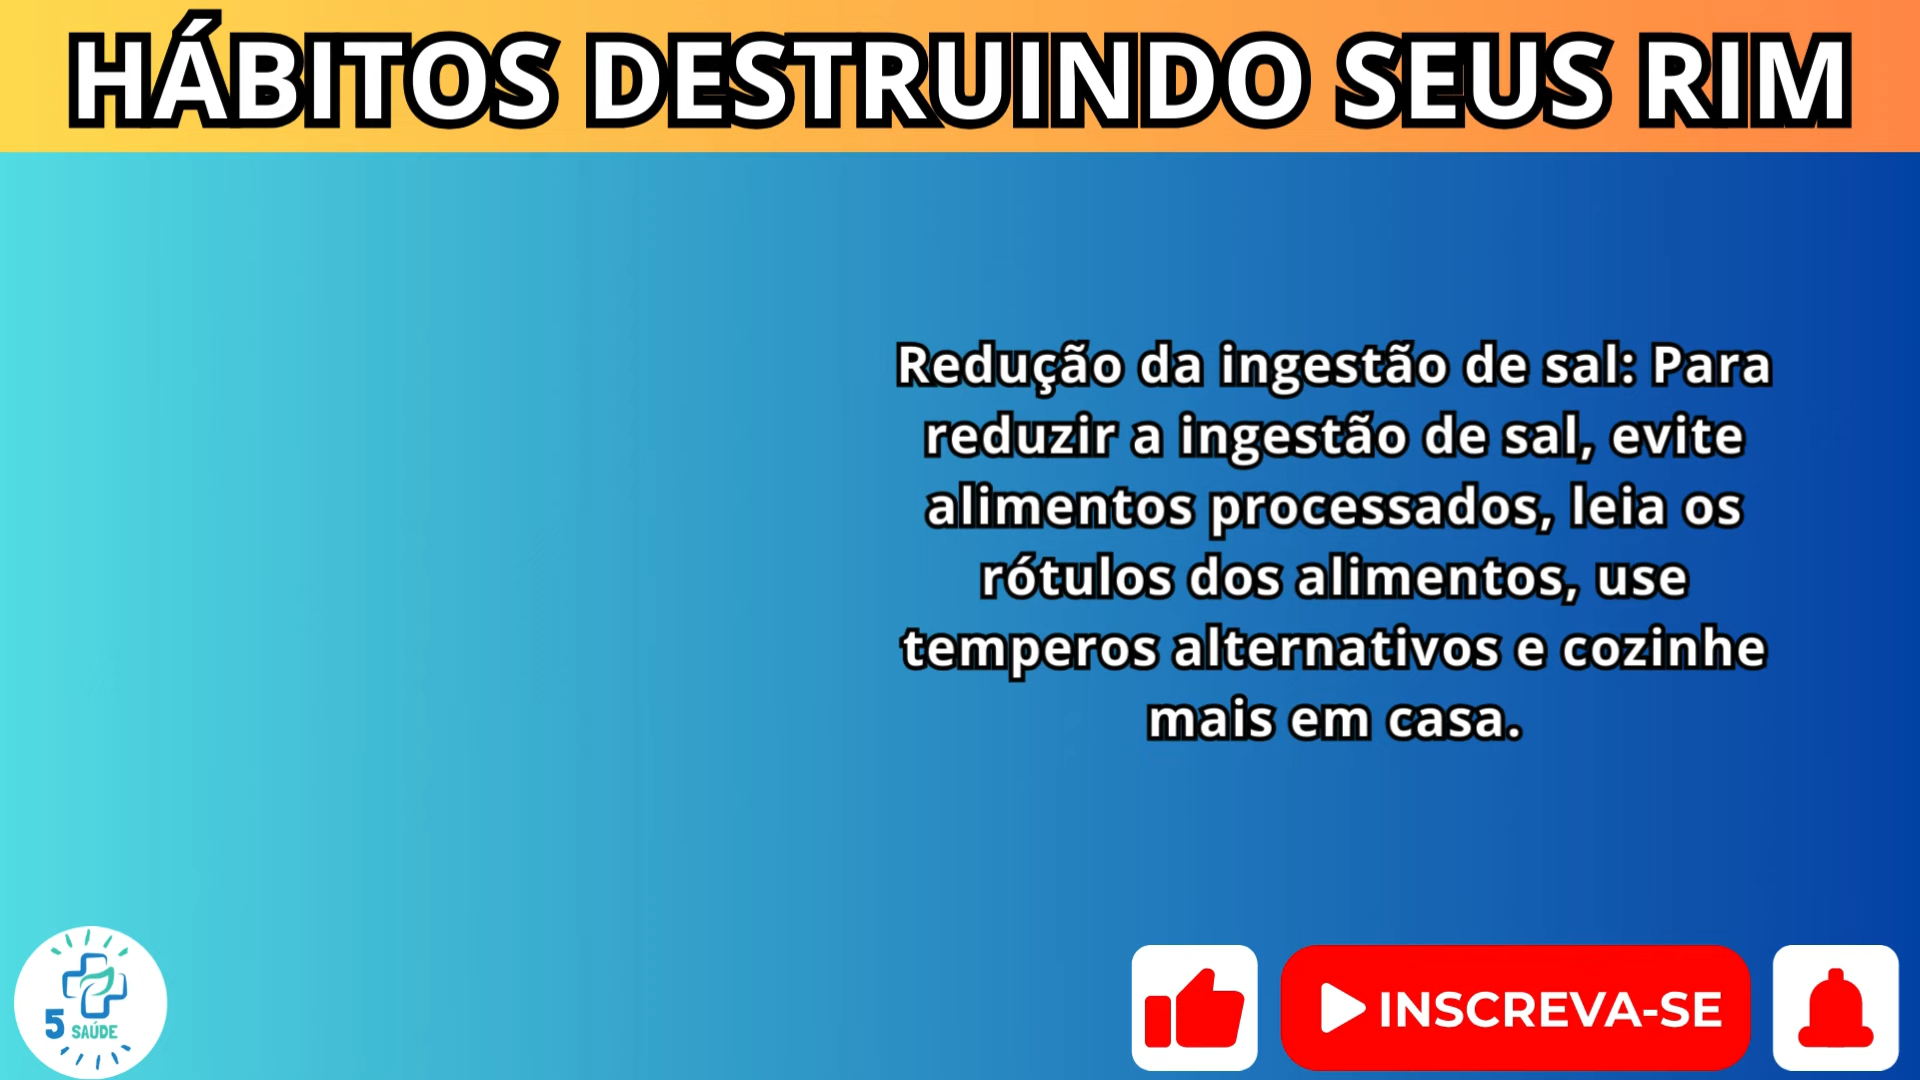 HÁBITOS DESTRUINDO SEUS RIM
Redução da ingestão de sal: Para
reduzir a ingestão de sal, evite
alimentos processados, leia os
rótulos dos alimentos, use
temperos alternativos e cozinhe
mais em casa.
5 SAÚDE
INSCREVA-SE